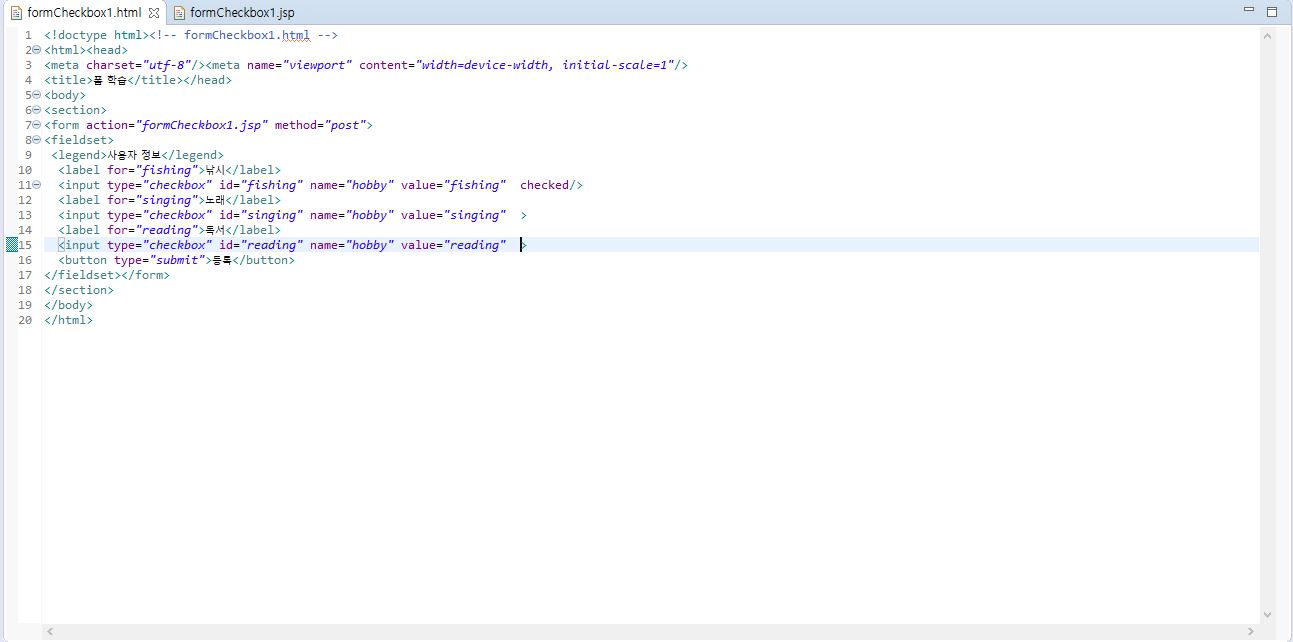 formCheckbox1.html formCheckbox1.jsp
1 <!doctype html><!-- formCheckbox1.html -->
2 <html><head>
3 <meta charset="utf-8"/><meta name="viewport" content="width=device-width, initial-scale=1"/>
4 <title>폼 학습</title></head>
5 <body>
6 <section>
7 <form action="formCheckbox1.jsp" method="post">
8 <fieldset>
9 <legend>사용자 정보</legend>
10 <label for="fishing">낚시</label>
11 <input type="checkbox" id="fishing" name="hobby" value="fishing"  checked/>
12 <label for="singing">노래</label>
13 <input type="checkbox" id="singing" name="hobby" value="singing"  >
14 <label for="reading">독서</label>
15 <input type="checkbox" id="reading" name="hobby" value="reading"  >
16 <button type="submit">등록</button>
17 </fieldset></form>
18 </section>
19 </body>
20 </html>